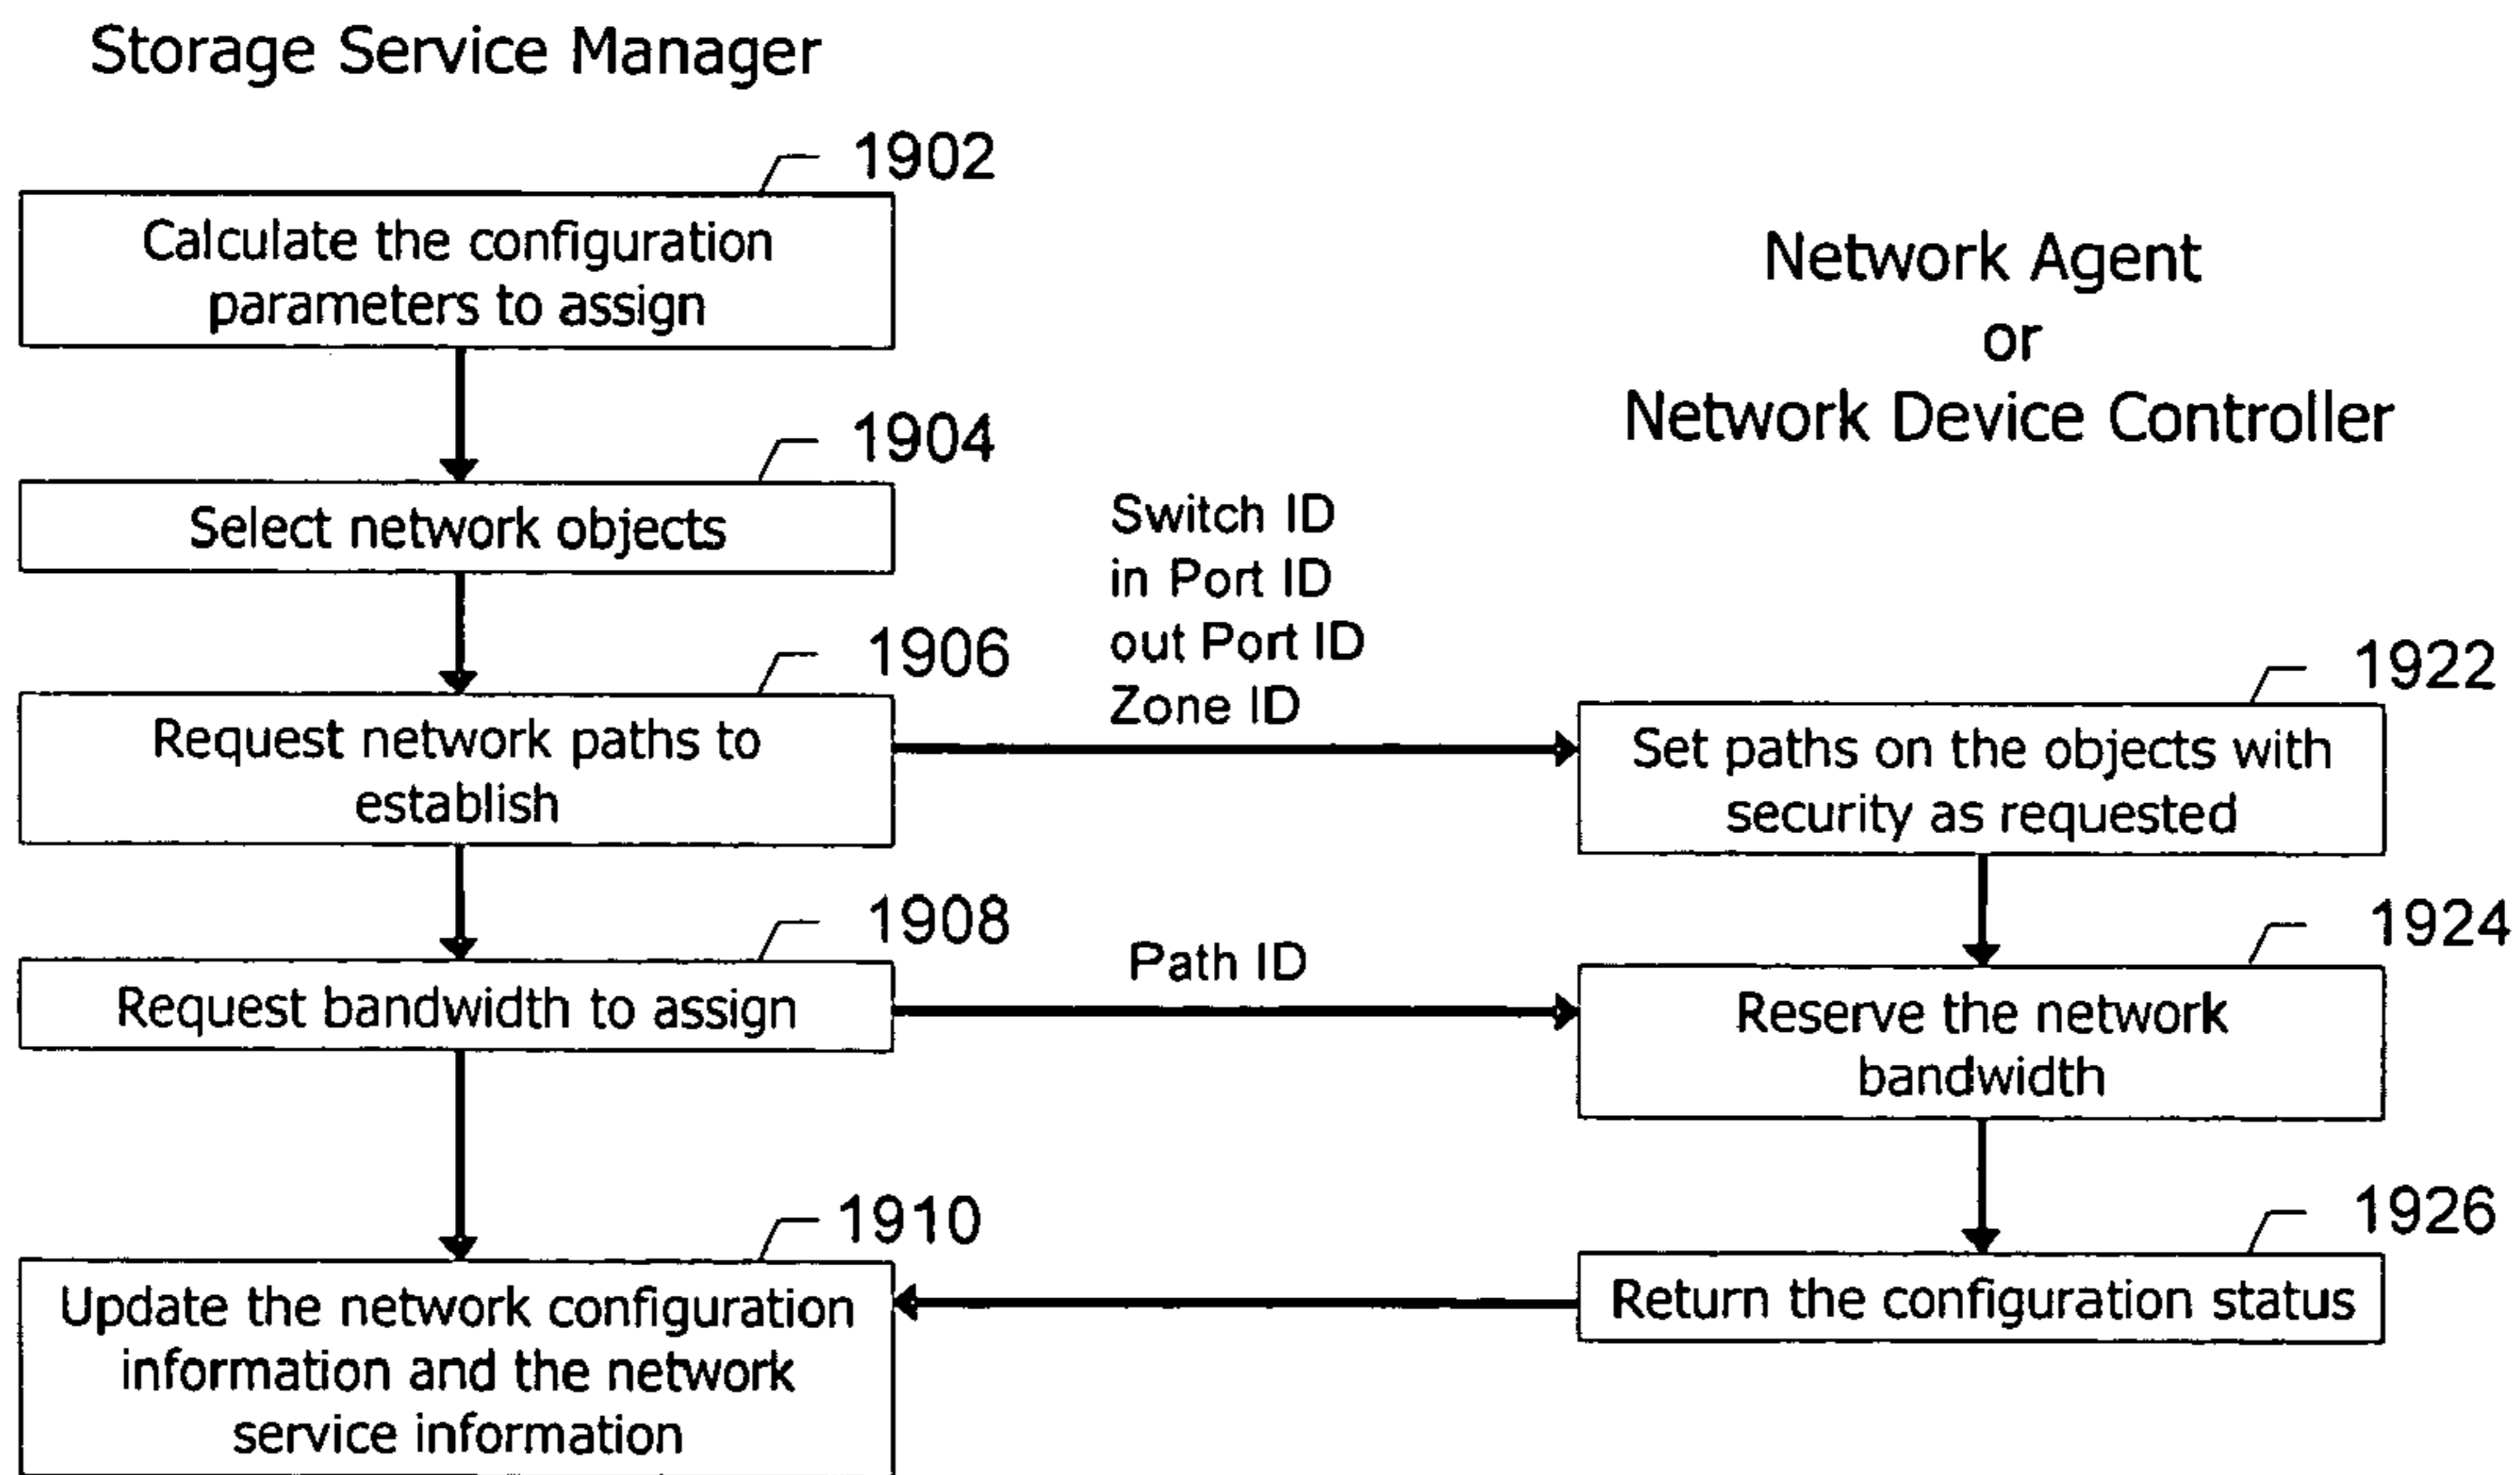 Storage Service Manager
1902
Calculate the configuration
parameters to assign
Network Agent
or
Network Device Controller
1904
Select network objects
Switch ID
in Port ID
out Port ID
Zone ID
1906
Request network paths to
establish
1922
Set paths on the objects with
security as requested
1908
Request bandwidth to assign
Path ID
1924
Reserve the network
bandwidth
1910
Update the network configuration
information and the network
service information
1926
Return the configuration status